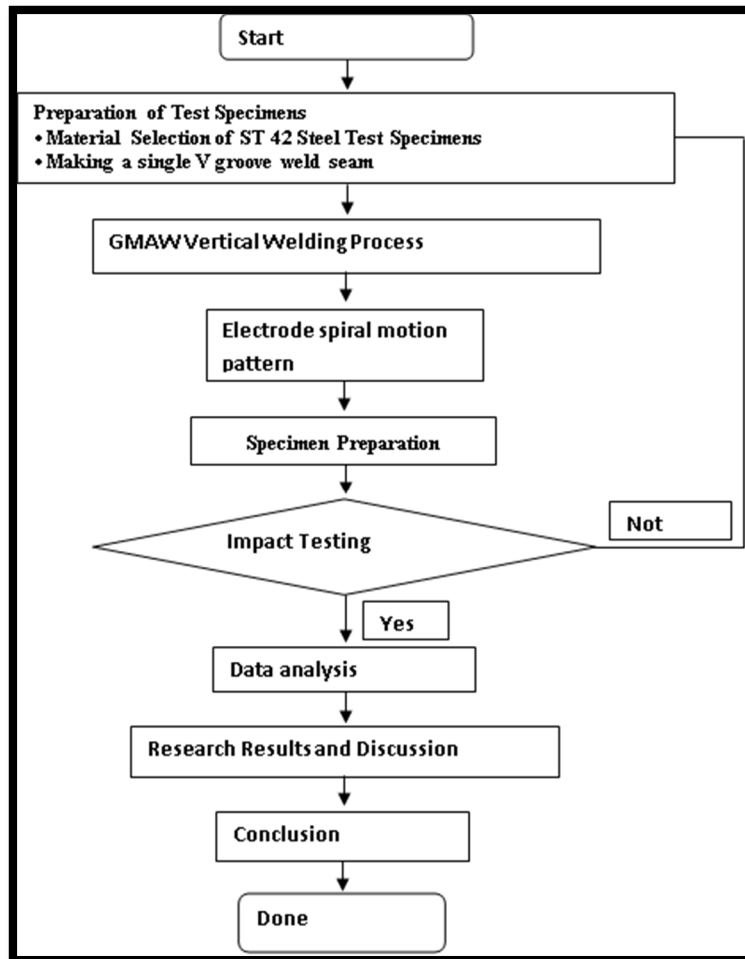 Start
Preparation of Test Specimens
• Material Selection of ST 42 Steel Test Specimens
• Making a single V groove weld seam
GMAW Vertical Welding Process
Electrode spiral motion
pattern
Specimen Preparation
Impact Testing
Not
Yes
Data analysis
Research Results and Discussion
Conclusion
Done